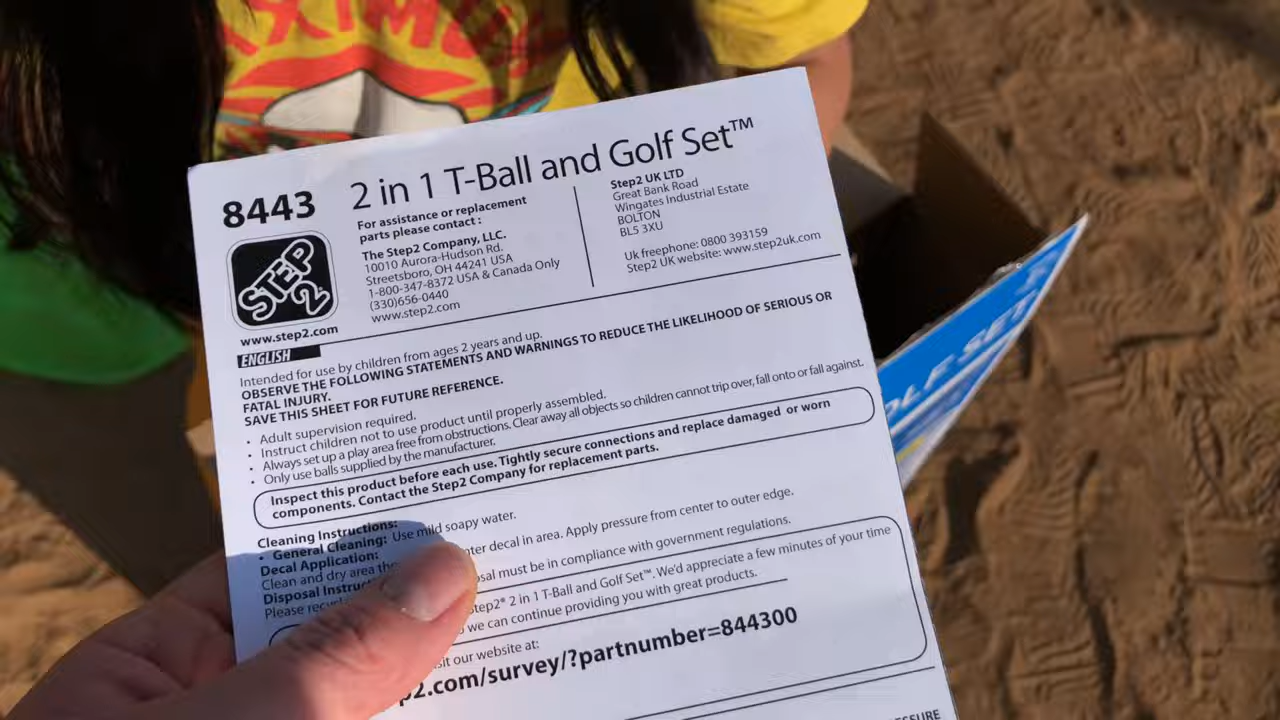 8443
2 in 1 T-Ball and Golf Set™
For assistance or replacement
parts please contact :
The Step2 Company, LLC.
10010 Aurora-Hudson Rd.
Streetsboro, OH 44241 USA
1-800-347-8372 USA & Canada Only
(330)656-0440
www.step2.com
Step2 UK LTD
Great Bank Road
Wingates Industrial Estate
BOLTON
BL5 3XU
Uk freephone: 0800 393159
Step2 UK website: www.step2uk.com
STEP
2
www.step2.com
ENGLISH
Intended for use by children from ages 2 years and up.
OBSERVE THE FOLLOWING STATEMENTS AND WARNINGS TO REDUCE THE LIKELIHOOD OF SERIOUS OR
FATAL INJURY.
SAVE THIS SHEET FOR FUTURE REFERENCE.
• Adult supervision required.
• Instruct children not to use product until properly assembled.
• Always set up a play area free from obstructions. Clear away all objects so children cannot trip over, fall onto or fall against.
• Only use balls supplied by the manufacturer.
Inspect this product before each use. Tightly secure connections and replace damaged or worn
components. Contact the Step2 Company for replacement parts.
Cleaning Instructions:
• General Cleaning: Use mild soapy water.
Decal Application:
Clean and dry area decal in area. Apply pressure from center to outer edge.
Disposal
Please must be in compliance with government regulations.
Step2® 2 in 1 T-Ball and Golf Set™. We'd appreciate a few minutes of your time
we can continue providing you with great products.
our website at:
p2.com/survey/?partnumber=844300
OLF SET